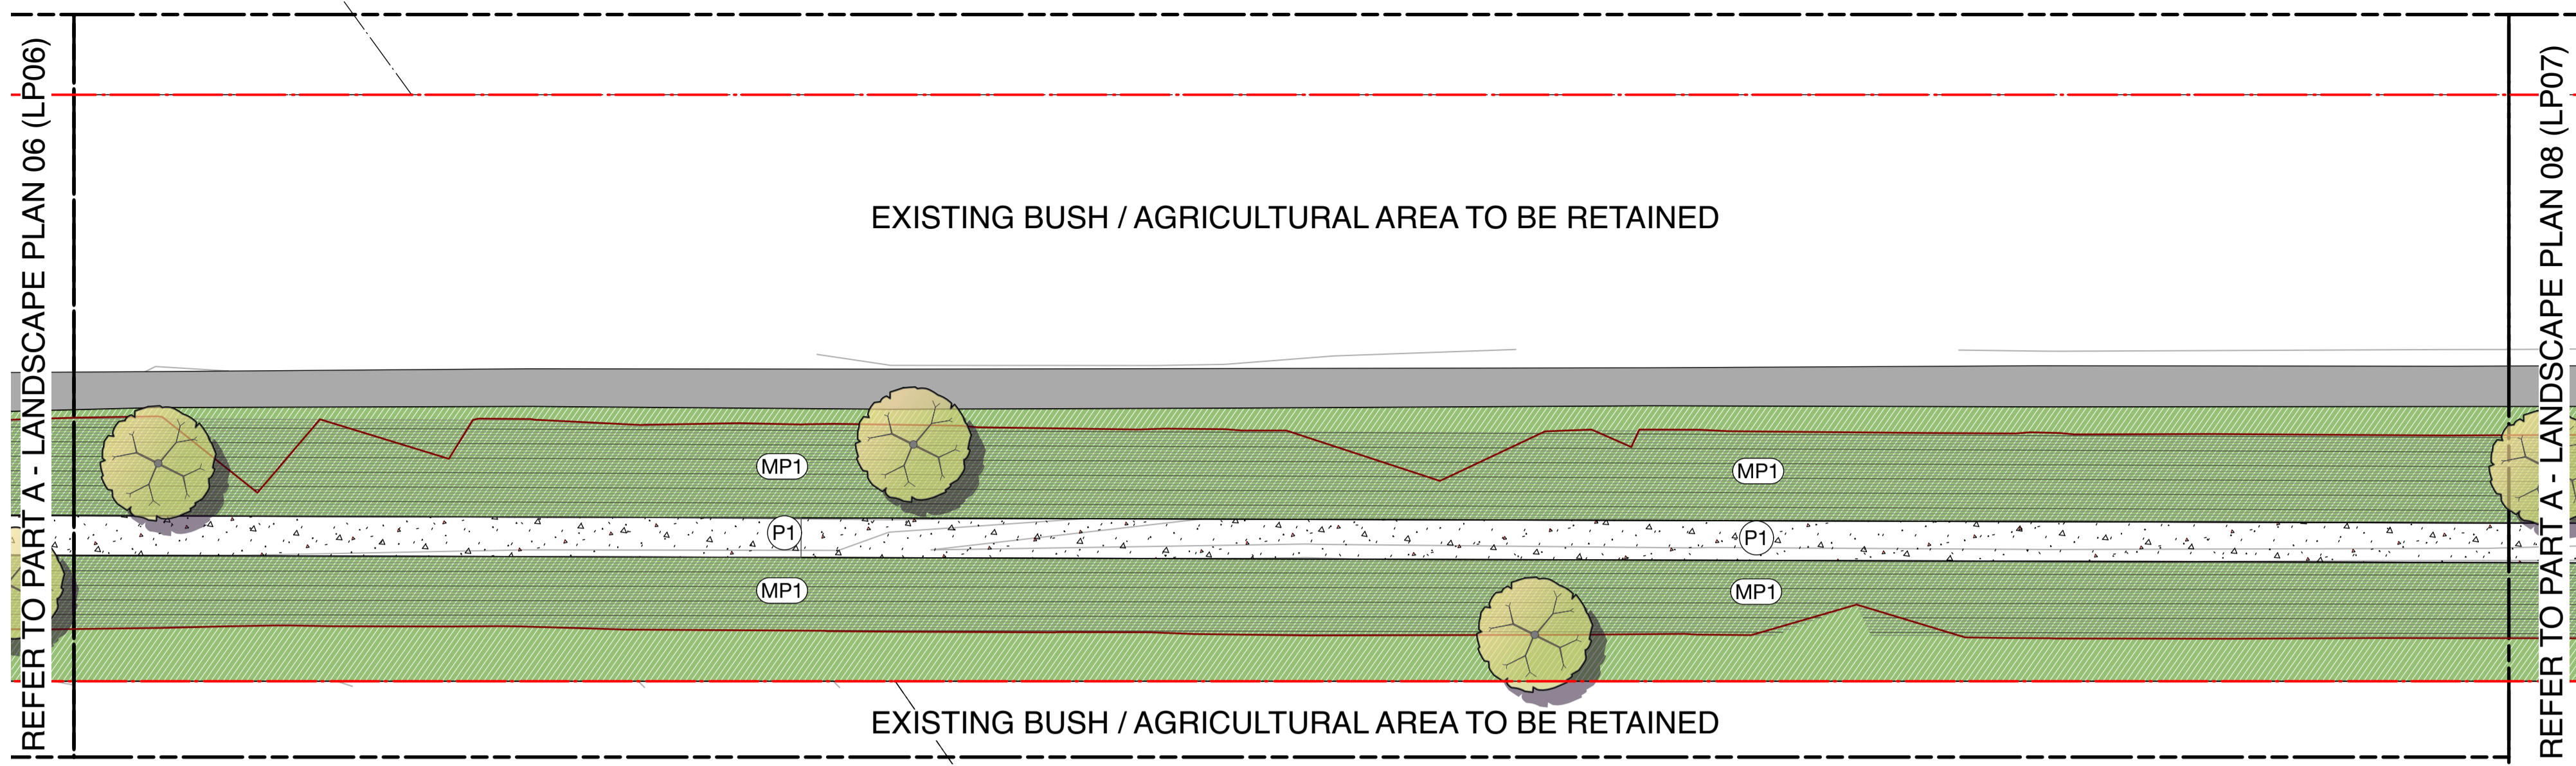 REFER TO PART A - LANDSCAPE PLAN 06 (LP06)
EXISTING BUSH / AGRICULTURAL AREA TO BE RETAINED
MP1
MP1
P1
P1
MP1
MP1
EXISTING BUSH / AGRICULTURAL AREA TO BE RETAINED
REFER TO PART A - LANDSCAPE PLAN 08 (LP07)